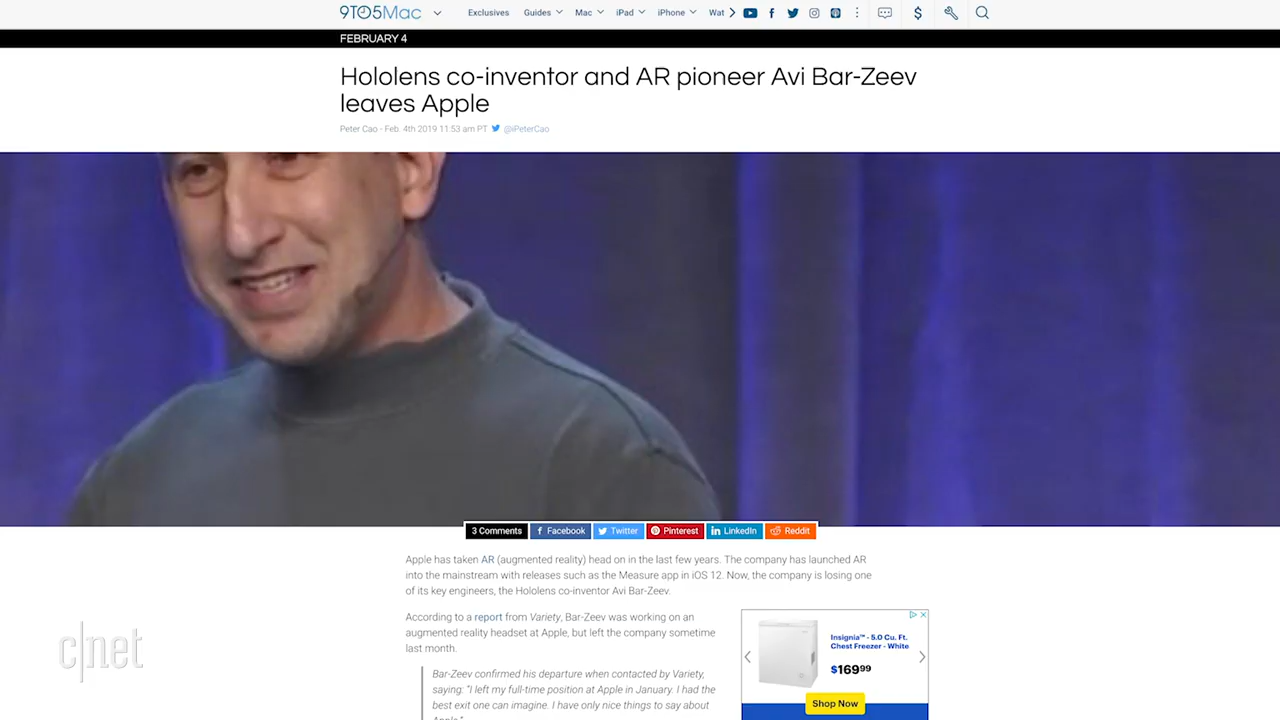 9TO5Mac Exclusives Guides Mac iPad iPhone Wat
FEBRUARY 4
Hololens co-inventor and AR pioneer Avi Bar-Zeev
leaves Apple
Peter Cao - Feb. 4th 2019 11:53 am PT @iPeterCao
3 Comments Facebook Twitter Pinterest LinkedIn Reddit
Apple has taken AR (augmented reality) head on in the last few years. The company has launched AR
into the mainstream with releases such as the Measure app in iOS 12. Now, the company is losing one
of its key engineers, the Hololens co-inventor Avi Bar-Zeev.
According to a report from Variety, Bar-Zeev was working on an
augmented reality headset at Apple, but left the company sometime
last month.
Bar-Zeev confirmed his departure when contacted by Variety,
saying: “I left my full-time position at Apple in January. I had the
best exit one can imagine. I have only nice things to say about
Apple.”
Insignia™ - 5.0 Cu. Ft.
Chest Freezer - White
$169.99
Shop Now
c|net